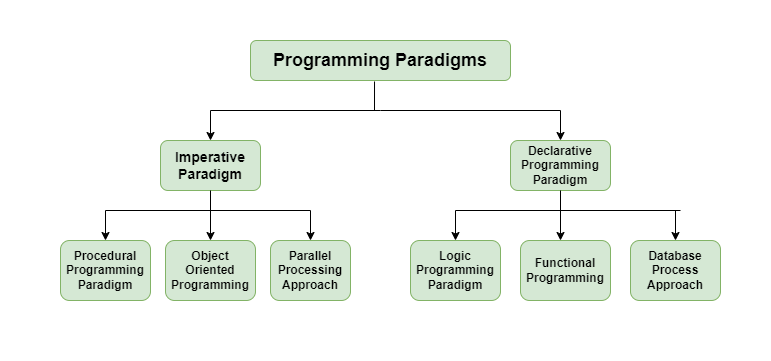 Programming Paradigms
Imperative
Paradigm
Declarative
Programming
Paradigm
Procedural
Programming
Paradigm
Object
Oriented
Programming
Parallel
Processing
Approach
Logic
Programming
Paradigm
Functional
Programming
Database
Process
Approach